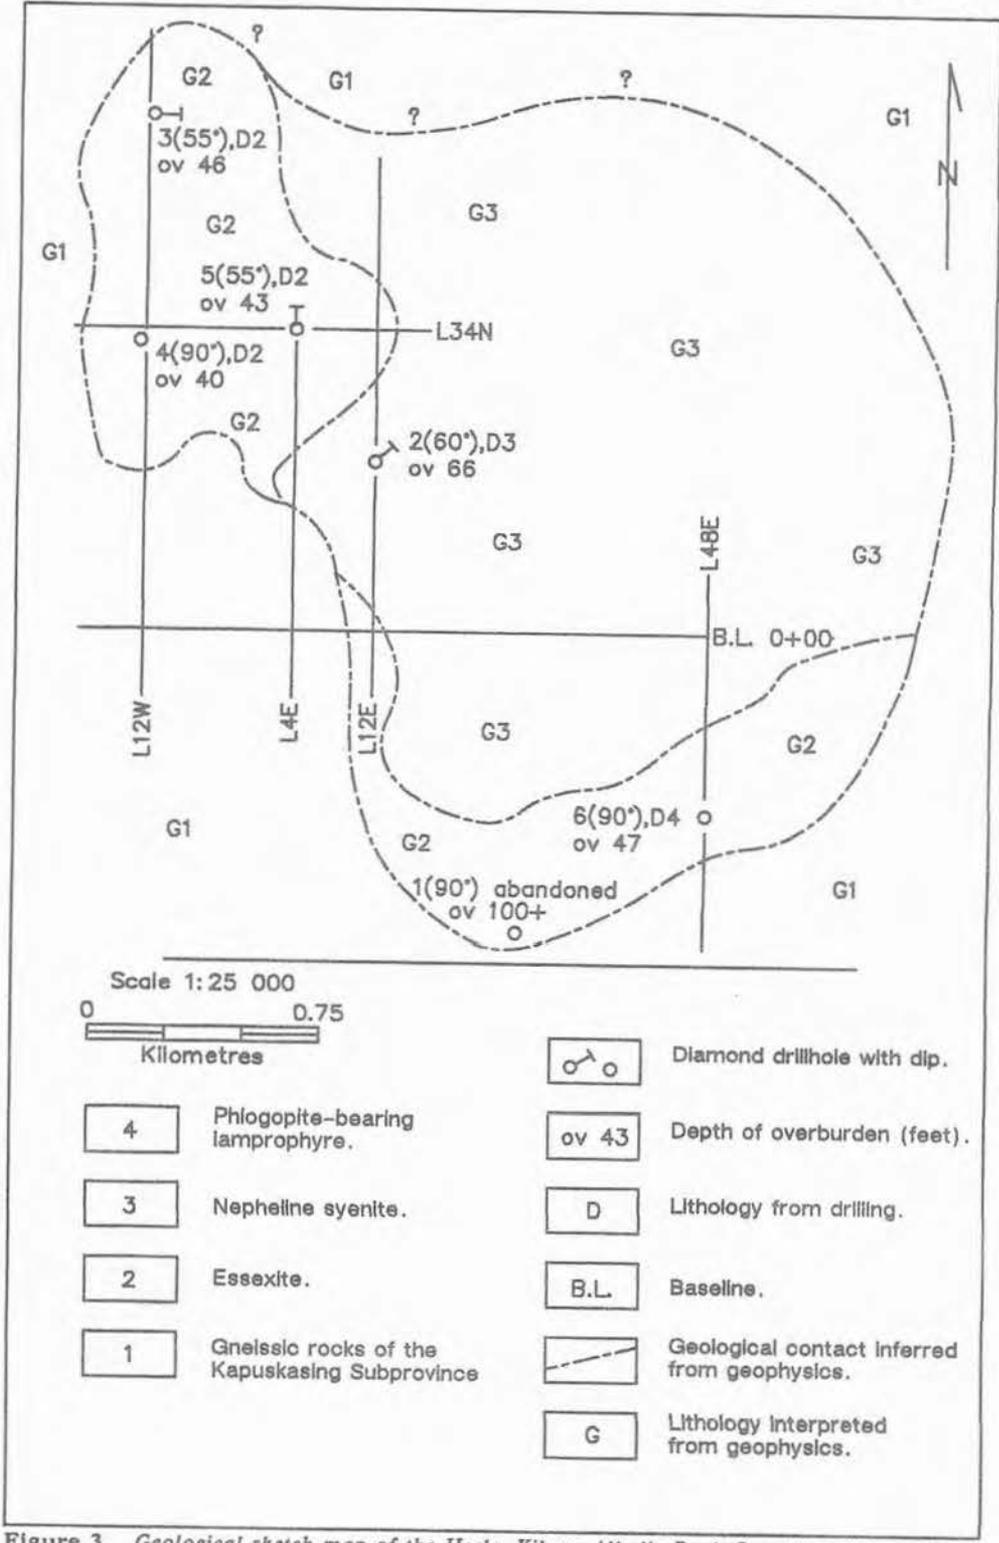 ?
G2
G1
?
?
G1
N
3(55°),D2
ov 46
G3
G2
G1
5(55°),D2
ov 43
L34N
G3
4(90°),D2
ov 40
G2
2(60°),D3
ov 66
L48E
G3
G3
B.L. 0+00
L12W
L4E
L12E
G3
G2
G1
6(90°),D4
ov 47
G2
1(90°) abandoned
ov 100+
G1
Scale 1:25 000
0 0.75
Kilometres
4 Phlogopite-bearing
lamprophyre.
3 Nepheline syenite.
2 Essexite.
1 Gneissic rocks of the
Kapuskasing Subprovince
Diamond drillhole with dip.
ov 43 Depth of overburden (feet).
D Lithology from drilling.
B.L. Baseline.
Geological contact inferred
from geophysics.
G Lithology interpreted
from geophysics.
Figure 3. Geological sketch map of the